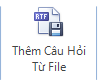 RTF
Thêm Câu Hỏi
Từ File